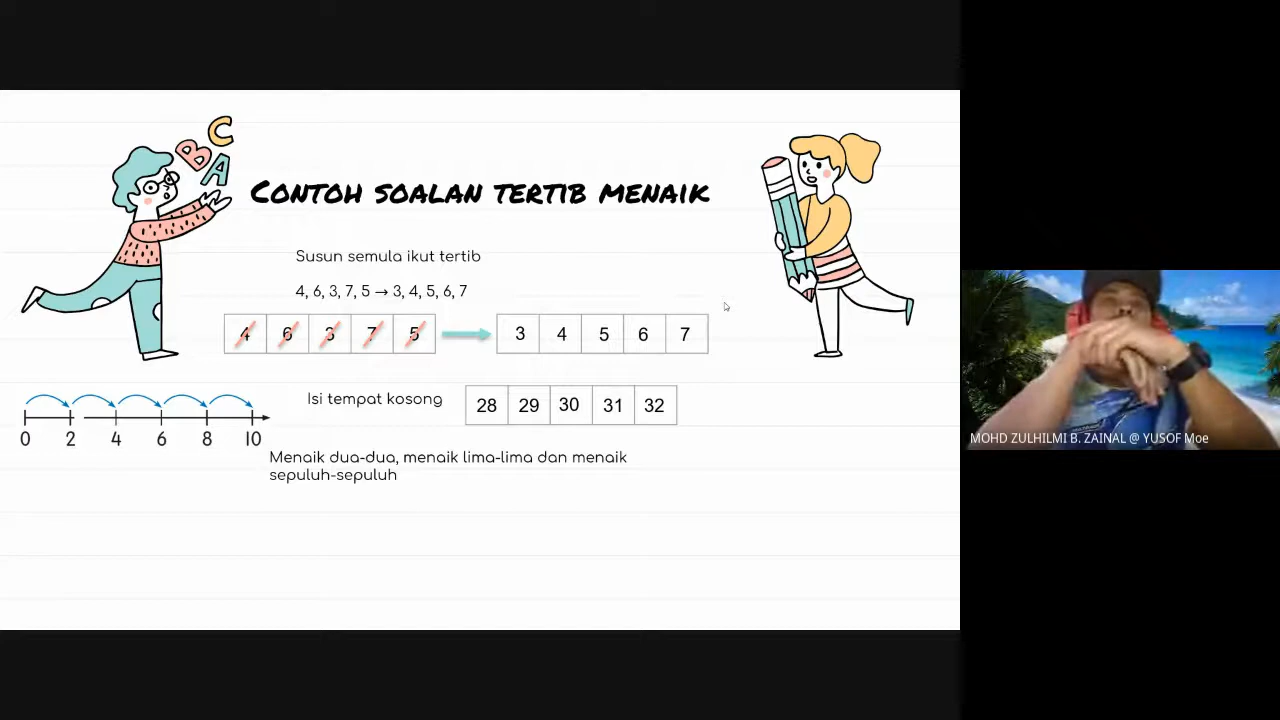 C
B
A
CONTOH SOALAN TERTIB MENAIK
Susun semula ikut tertib
4, 6, 3, 7, 5 → 3, 4, 5, 6, 7
4 6 3 7 5 3 4 5 6 7
Isi tempat kosong 28 29 30 31 32
0 2 4 6 8 10
Menaik dua-dua, menaik lima-lima dan menaik
sepuluh-sepuluh
MOHD ZULHILMI B. ZAINAL @ YUSOF Moe